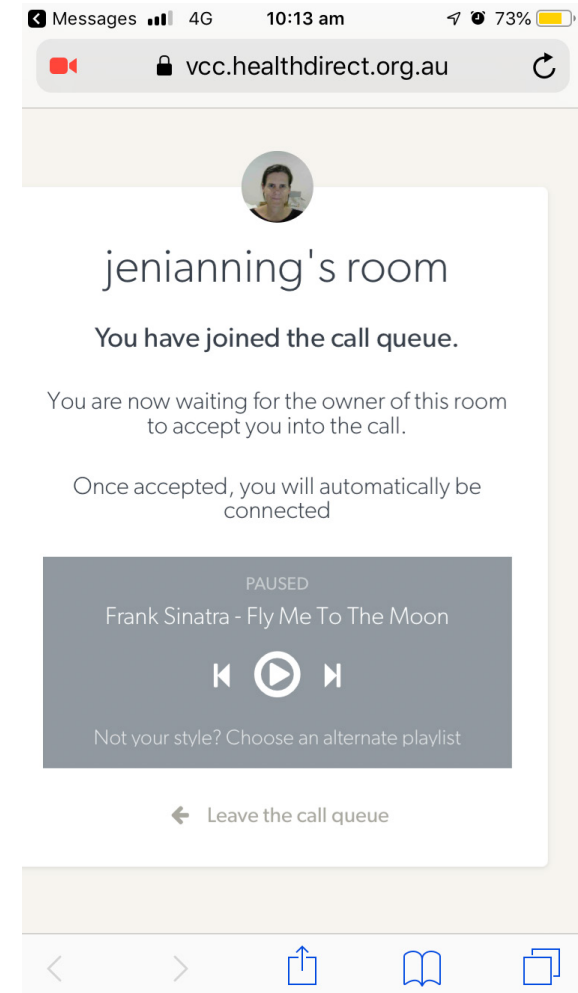 Messages 4G 10:13 am 73%
vcc.healthdirect.org.au
jenianning's room
You have joined the call queue.
You are now waiting for the owner of this room
to accept you into the call.
Once accepted, you will automatically be
connected
PAUSED
Frank Sinatra - Fly Me To The Moon
Not your style? Choose an alternate playlist
Leave the call queue